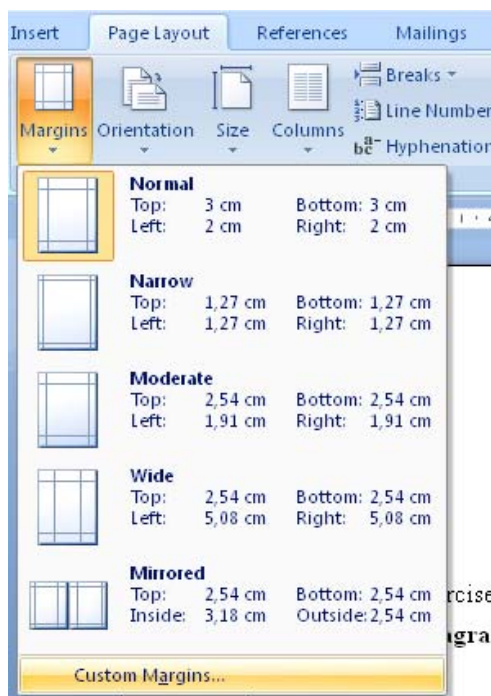 Insert Page Layout References Mailings
Breaks
Line Number
Margins Orientation Size Columns
Hyphenation
Normal
Top: 3 cm Bottom: 3 cm
Left: 2 cm Right: 2 cm
Narrow
Top: 1,27 cm Bottom: 1,27 cm
Left: 1,27 cm Right: 1,27 cm
Moderate
Top: 2,54 cm Bottom: 2,54 cm
Left: 1,91 cm Right: 1,91 cm
Wide
Top: 2,54 cm Bottom: 2,54 cm
Left: 5,08 cm Right: 5,08 cm
Mirrored
Top: 2,54 cm Bottom: 2,54 cm
Inside: 3,18 cm Outside: 2,54 cm
rcise
agra
Custom Margins...